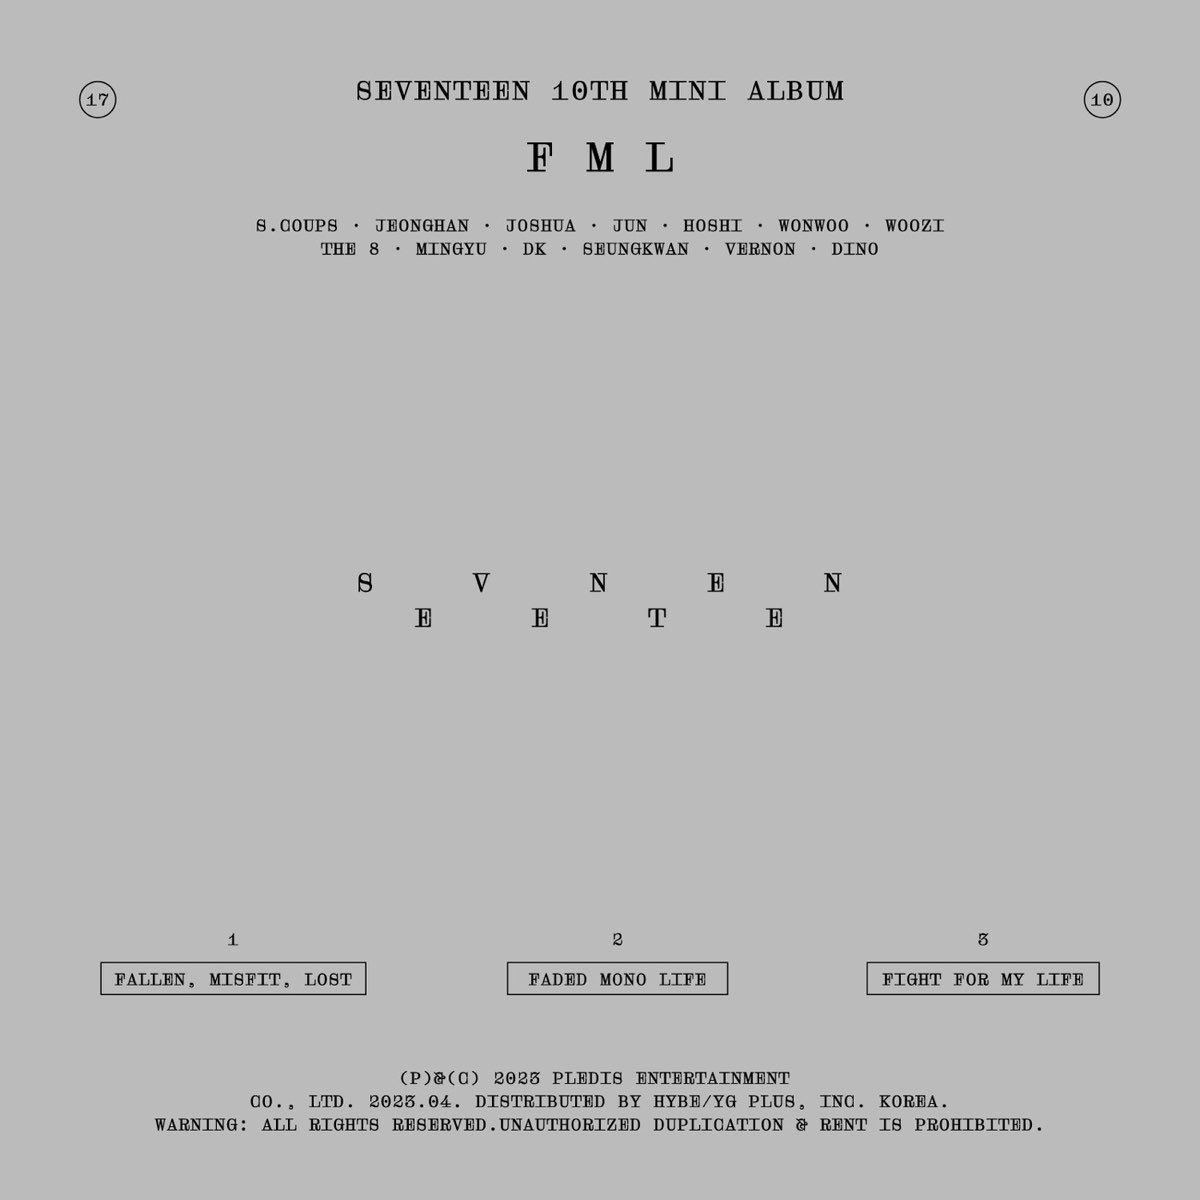 17
SEVENTEEN 10TH MINI ALBUM
10
F M L
S.COUPS · JEONGHAN · JOSHUA · JUN · HOSHI · WONWOO · WOOZI
THE 8 · MINGYU · DK · SEUNGKWAN · VERNON · DINO
S V N E N
E E T E
1 2 3
FALLEN, MISFIT, LOST
FADED MONO LIFE
FIGHT FOR MY LIFE
(P)&(C) 2023 PLEDIS ENTERTAINMENT
CO., LTD. 2023.04. DISTRIBUTED BY HYBE/YG PLUS, INC. KOREA.
WARNING: ALL RIGHTS RESERVED.UNAUTHORIZED DUPLICATION & RENT IS PROHIBITED.